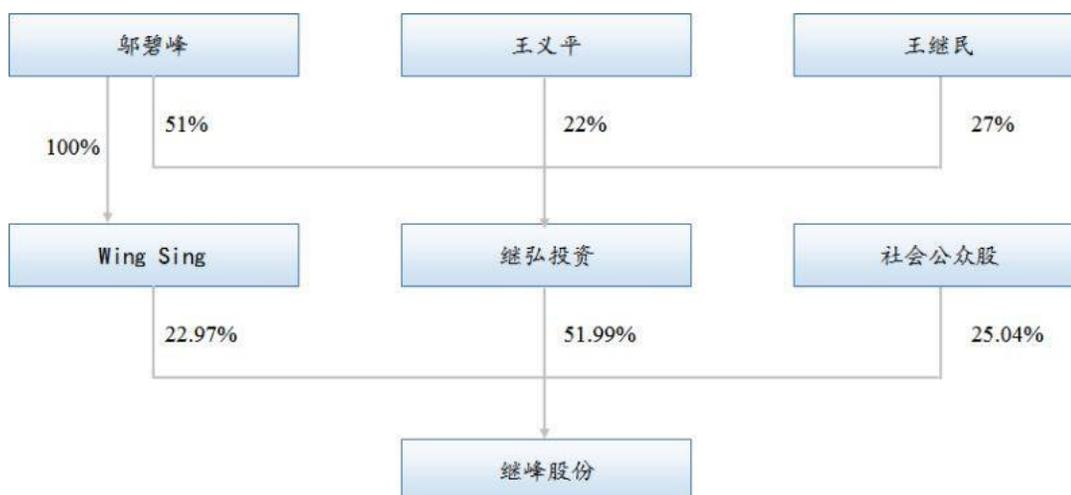 邬碧峰
王义平
王继民
100%
51%
22%
27%
Wing Sing
继弘投资
社会公众股
22.97%
51.99%
25.04%
继峰股份